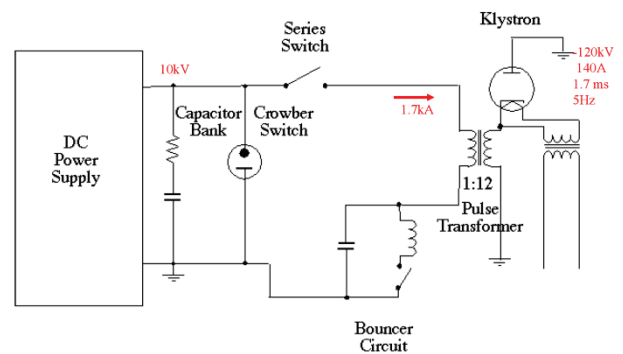 Klystron
Series
Switch
-120kV
140A
1.7 ms
5Hz
10kV
1.7kA
Capacitor
Bank
Crowber
Switch
DC
Power
Supply
1:12
Pulse
Transformer
Bouncer
Circuit